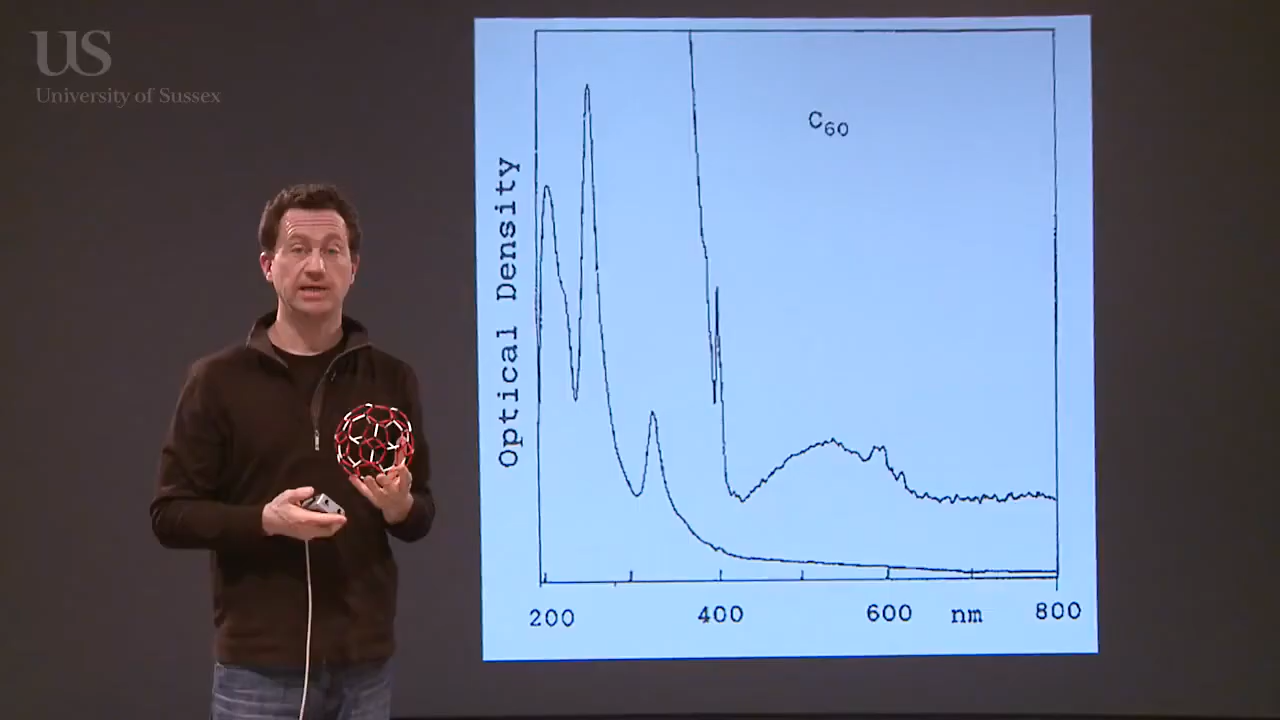 US
University of Sussex
C₆₀
Optical Density
200 400 600 nm 800